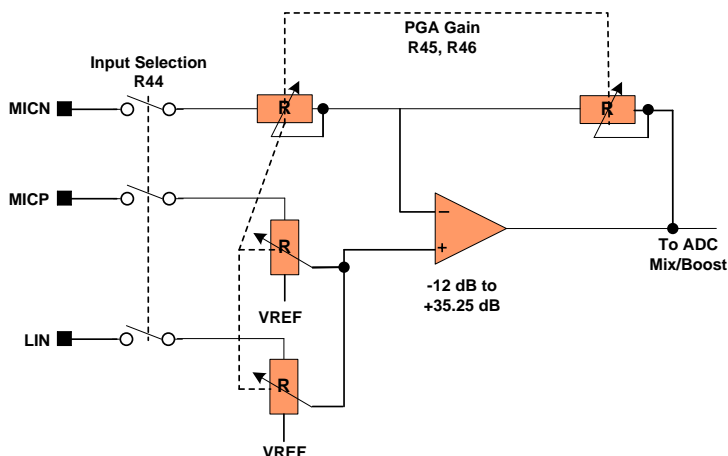 PGA Gain
R45, R46
Input Selection
R44
MICN
R
R
MICP
R
−
+
To ADC
Mix/Boost
-12 dB to
+35.25 dB
VREF
LIN
R
VREF